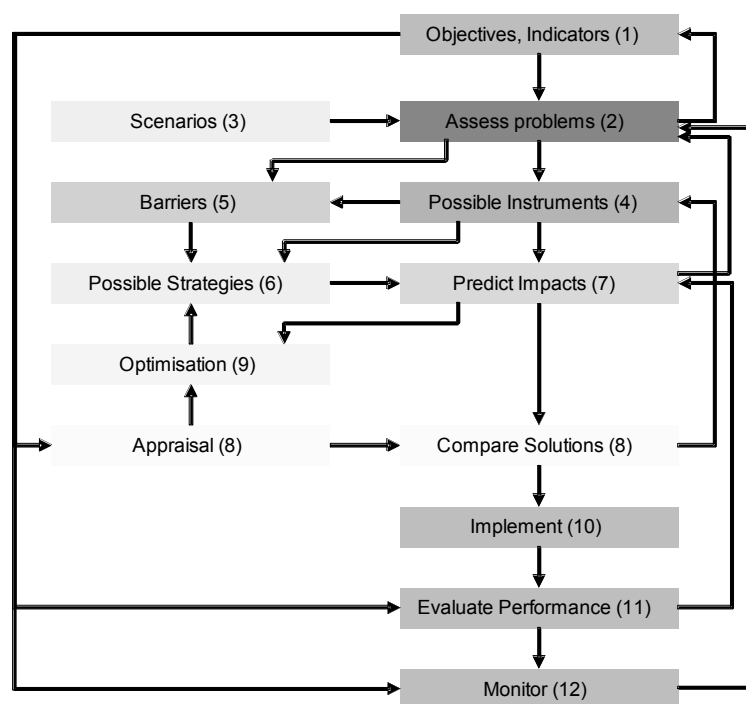 Objectives, Indicators (1)
Scenarios (3)
Assess problems (2)
Barriers (5)
Possible Instruments (4)
Possible Strategies (6)
Predict Impacts (7)
Optimisation (9)
Appraisal (8)
Compare Solutions (8)
Implement (10)
Evaluate Performance (11)
Monitor (12)